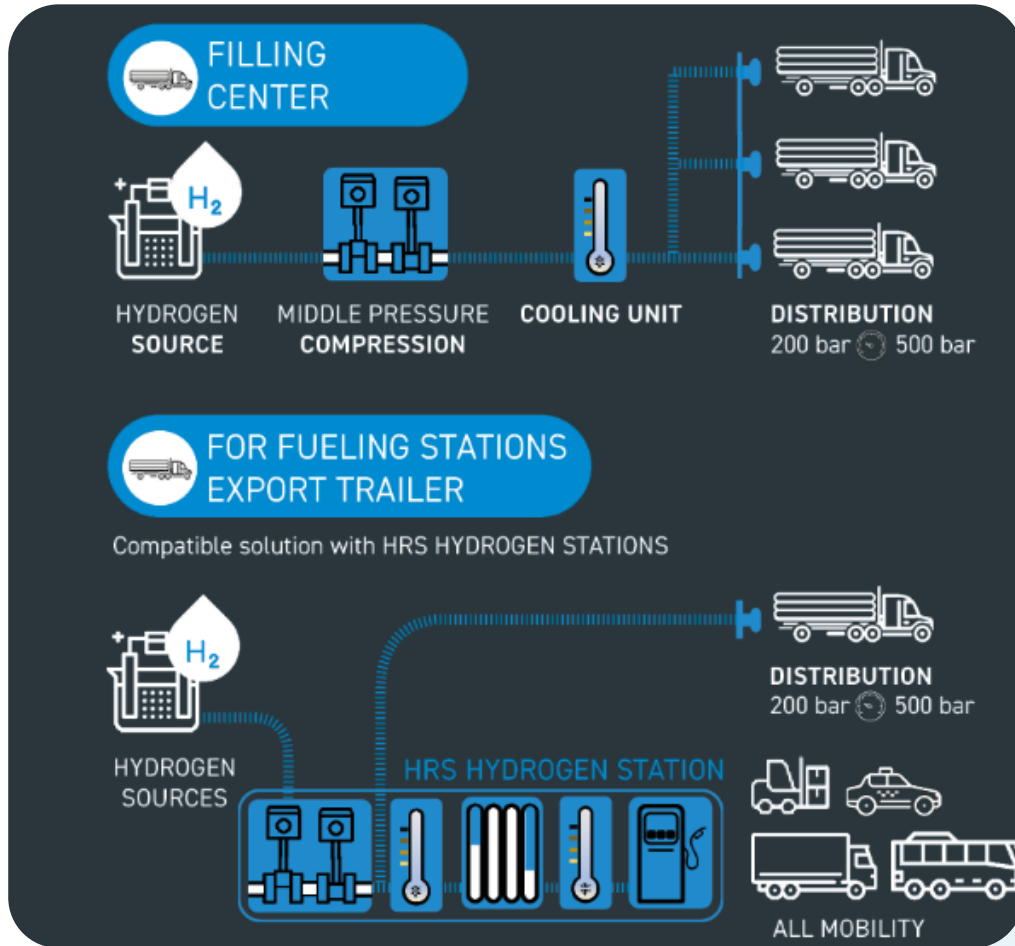 FILLING
CENTER
H₂
HYDROGEN
SOURCE
MIDDLE PRESSURE
COMPRESSION
COOLING UNIT
DISTRIBUTION
200 bar 500 bar
FOR FUELING STATIONS
EXPORT TRAILER
Compatible solution with HRS HYDROGEN STATIONS
H₂
HYDROGEN
SOURCES
DISTRIBUTION
200 bar 500 bar
HRS HYDROGEN STATION
ALL MOBILITY